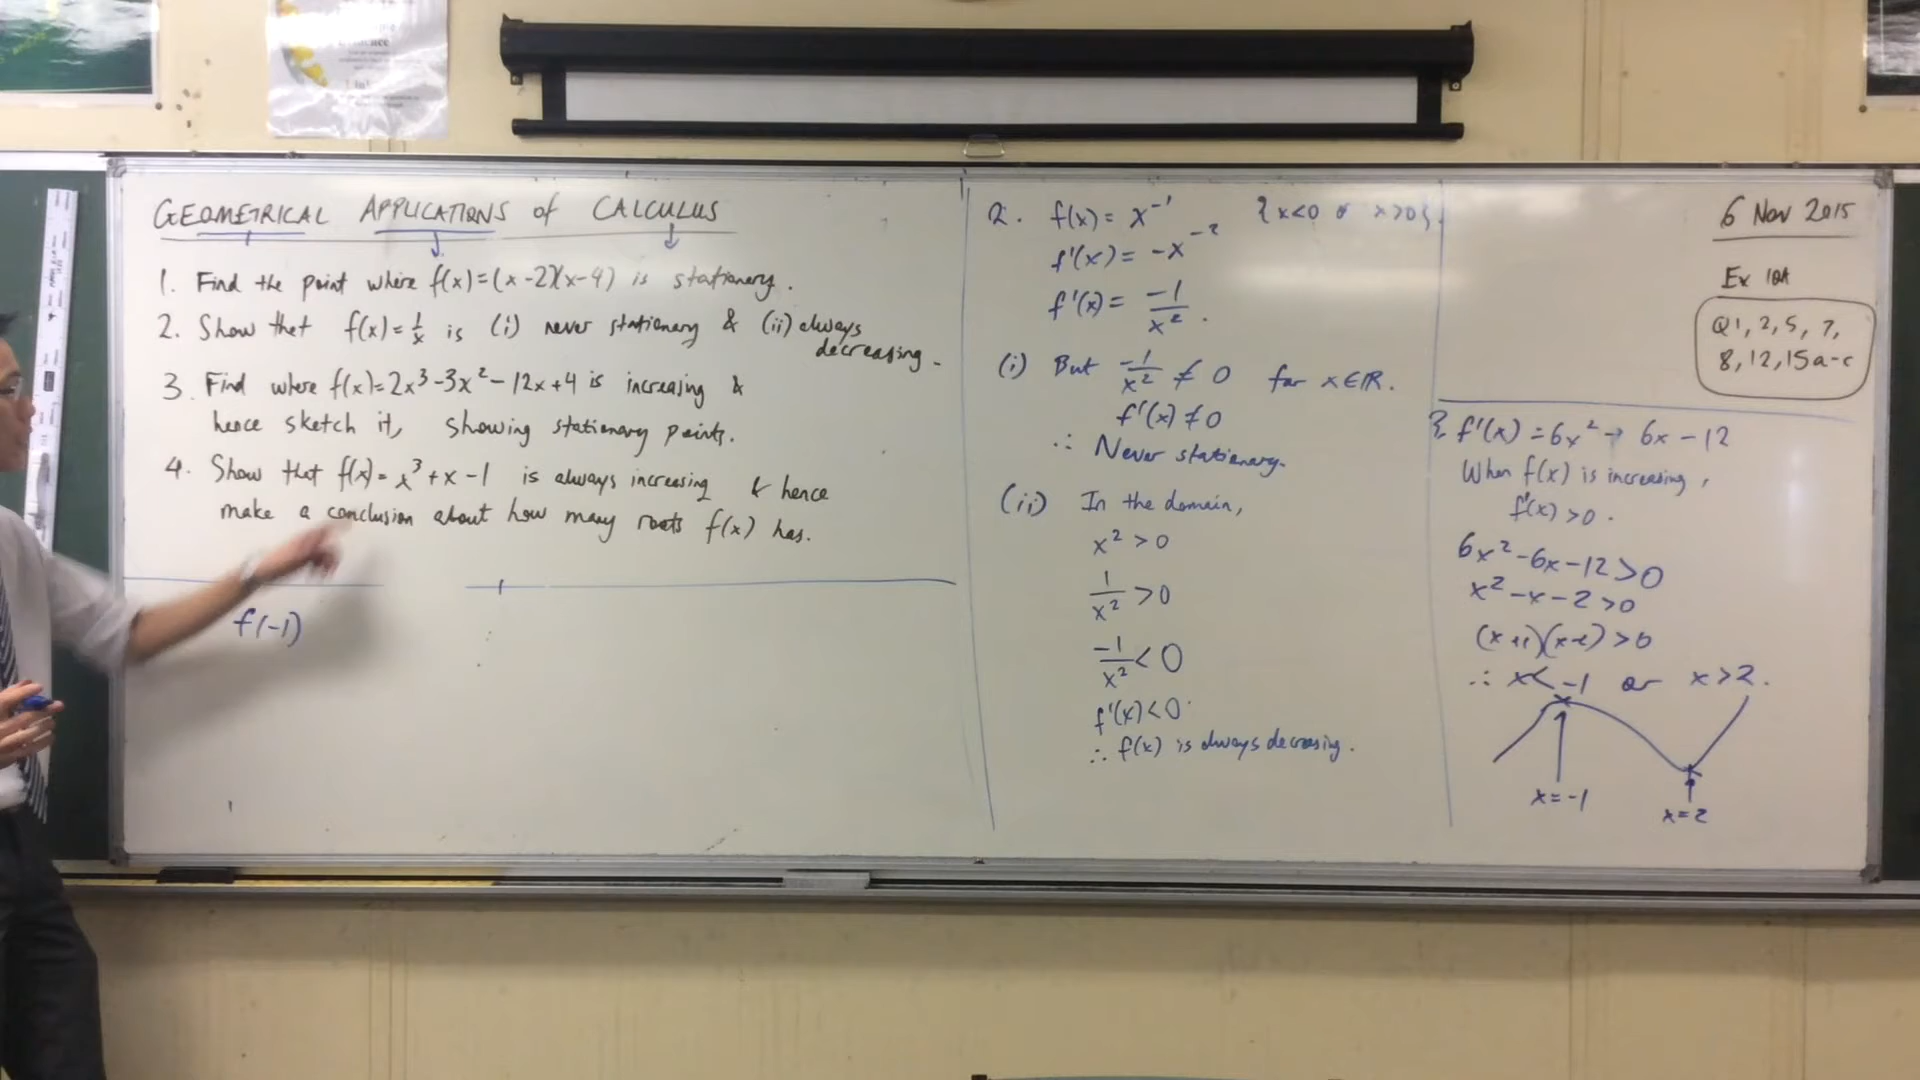 GEOMETRICAL APPLICATIONS of CALCULUS
1. Find the point where f(x)=(x-2)(x-4) is stationary.
2. Show that f(x)=1/x is (i) never stationary & (ii) always
decreasing.
3. Find where f(x)=2x³-3x²-12x+4 is increasing &
hence sketch it, showing stationary points.
4. Show that f(x)=x³+x-1 is always increasing & hence
make a conclusion about how many roots f(x) has.
f(-1)
2. f(x)= x⁻¹ {x<0 or x>0}.
f'(x)= -x⁻²
f'(x)= -1/x².
(i) But -1/x² ≠ 0 for x∈ℝ.
f'(x)≠0
∴ Never stationary.
(ii) In the domain,
x²>0
1/x²>0
-1/x²<0
f'(x)<0
∴ f(x) is always decreasing.
6 Nov 2015
Ex 10A
Q1, 2, 5, 7,
8, 12, 15a-c
3. f'(x)=6x²-6x-12
When f(x) is increasing,
f'(x)>0.
6x²-6x-12>0
x²-x-2>0
(x+1)(x-2)>0
∴ x<-1 or x>2.
x=-1
x=2